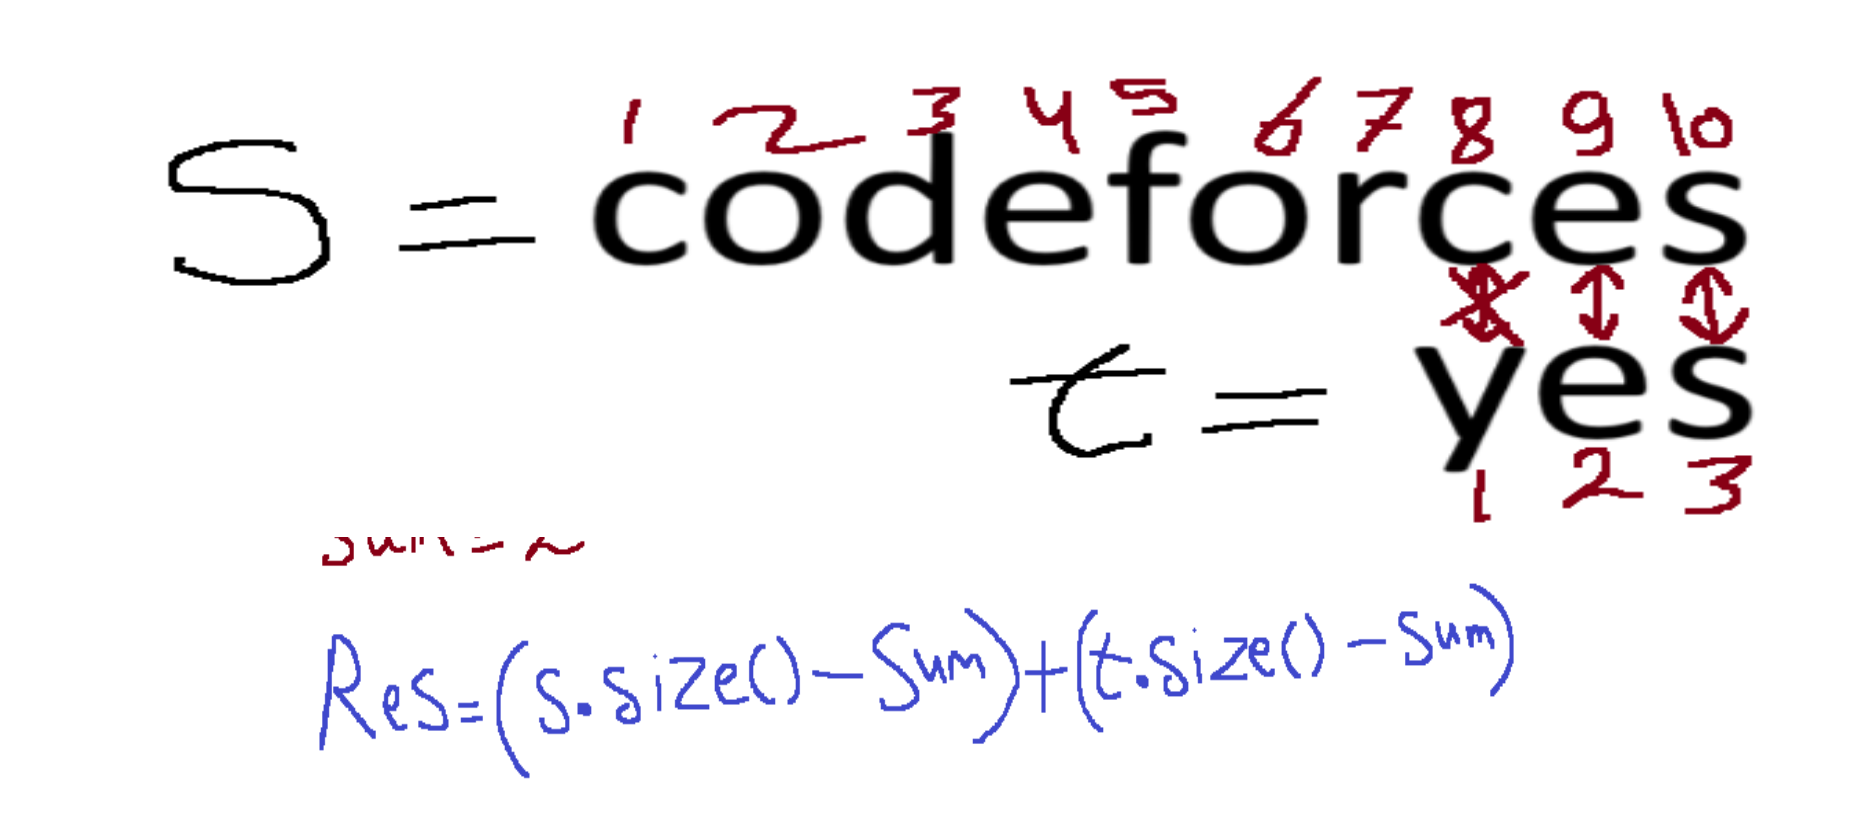 1 2 3 4 5 6 7 8 9 10
S = codeforces
t = yes
1 2 3
Res=(s.size()-Sum)+(t.size()-Sum)